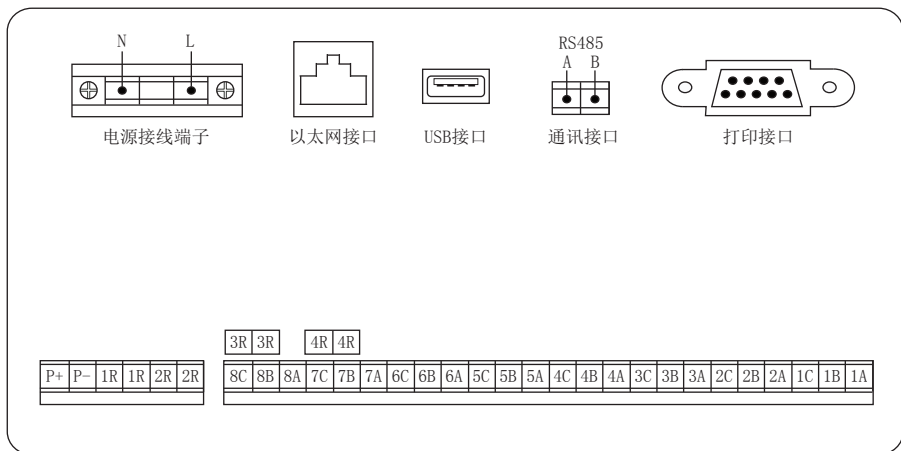 N L
RS485
A B
电源接线端子 以太网接口 USB接口 通讯接口 打印接口
3R 3R 4R 4R
P+ P- 1R 1R 2R 2R 8C 8B 8A 7C 7B 7A 6C 6B 6A 5C 5B 5A 4C 4B 4A 3C 3B 3A 2C 2B 2A 1C 1B 1A